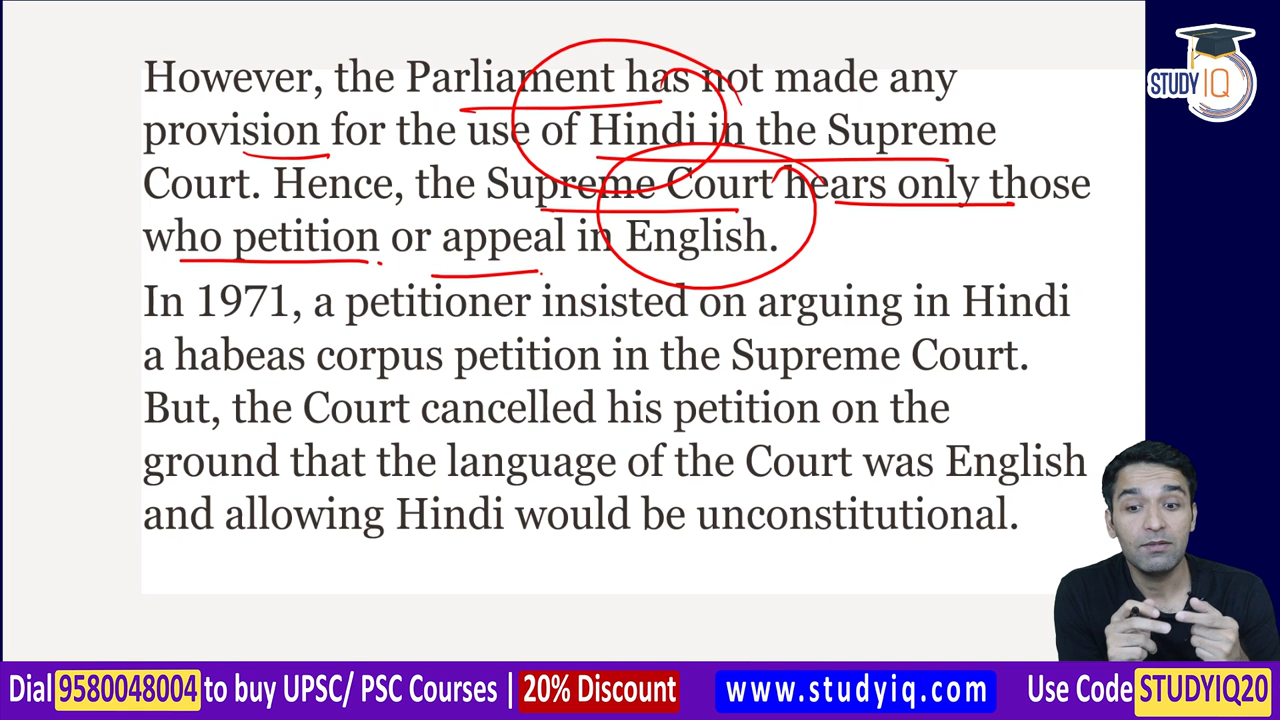 However, the Parliament has not made any
provision for the use of Hindi in the Supreme
Court. Hence, the Supreme Court hears only those
who petition or appeal in English.
In 1971, a petitioner insisted on arguing in Hindi
a habeas corpus petition in the Supreme Court.
But, the Court cancelled his petition on the
ground that the language of the Court was English
and allowing Hindi would be unconstitutional.
STUDY IQ
Dial 9580048004 to buy UPSC/ PSC Courses | 20% Discount www.studyiq.com Use Code STUDYIQ20